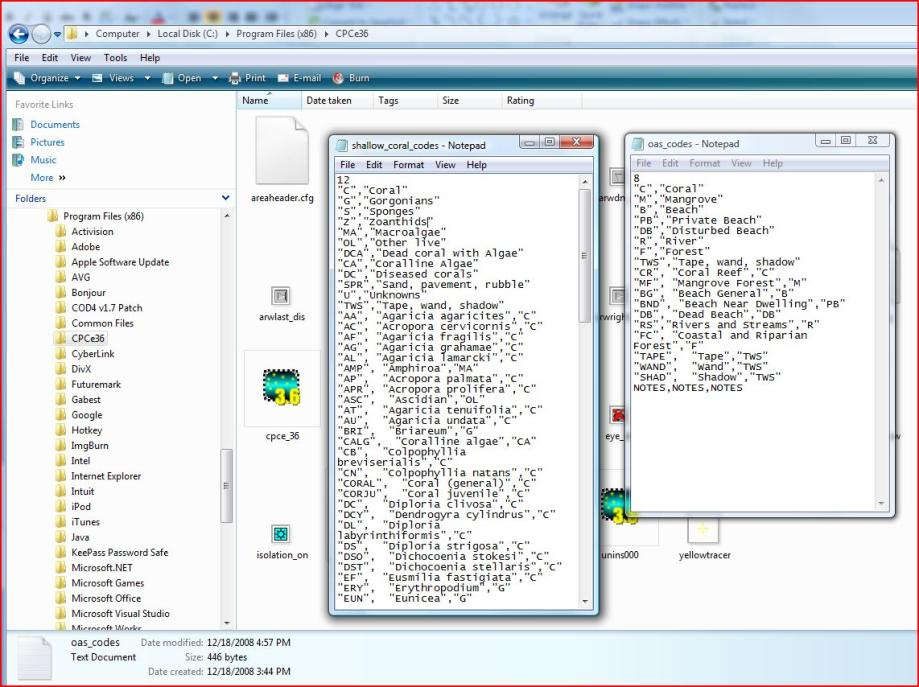 Computer Local Disk (C:) Program Files (x86) CPCe36
File Edit View Tools Help
Organize Views Open Print E-mail Burn
Favorite Links
Documents
Pictures
Music
More »
Folders
Program Files (x86)
Activision
Adobe
Apple Software Update
AVG
Bonjour
COD4 v1.7 Patch
Common Files
CPCe36
CyberLink
DivX
Futuremark
Gabest
Google
Hotkey
ImgBurn
Intel
Internet Explorer
Intuit
iPod
iTunes
Java
KeePass Password Safe
Microsoft.NET
Microsoft Games
Microsoft Office
Microsoft Visual Studio
Microsoft Works
Name Date taken Tags Size Rating
areaheader.cfg
arwlast_dis
3.6
cpce_36
isolation_on
shallow_coral_codes - Notepad
File Edit Format View Help
12
"C","Coral"
"G","Gorgonians"
"S","Sponges"
"Z","Zoanthids"
"MA","Macroalgae"
"OL","Other live"
"DCA","Dead coral with Algae"
"CA","Coralline Algae"
"DC","Diseased corals"
"SPR","Sand, pavement, rubble"
"U","Unknowns"
"TWS","Tape, wand, shadow"
"AA", "Agaricia agaricites","C"
"AC", "Acropora cervicornis","C"
"AF", "Agaricia fragilis","C"
"AG", "Agaricia grahamae","C"
"AL", "Agaricia lamarcki","C"
"AMP", "Amphiroa","MA"
"AP", "Acropora palmata","C"
"APR", "Acropora prolifera","C"
"ASC", "Ascidian","OL"
"AT", "Agaricia tenuifolia","C"
"AU", "Agaricia undata","C"
"BRI", "Briareum","G"
"CALG", "Coralline algae","CA"
"CB", "Colpophyllia
breviserialis","C"
"CN", "Colpophyllia natans","C"
"CORAL", "Coral (general)","C"
"CORJU", "Coral juvenile","C"
"DC", "Diploria clivosa","C"
"DCY", "Dendrogyra cylindrus","C"
"DL", "Diploria
labyrinthiformis","C"
"DS", "Diploria strigosa","C"
"DSO", "Dichocoenia stokesi","C"
"DST", "Dichocoenia stellaris","C"
"EF", "Eusmilia fastigiata","C"
"ERY", "Erythropodium","G"
"EUN", "Eunicea","G"
oas_codes - Notepad
File Edit Format View Help
8
"C","Coral"
"M","Mangrove"
"B","Beach"
"PB","Private Beach"
"DB","Disturbed Beach"
"R","River"
"F","Forest"
"TWS","Tape, wand, shadow"
"CR", "Coral Reef","C"
"MF", "Mangrove Forest","M"
"BG", "Beach General","B"
"BND", "Beach Near Dwelling","PB"
"DB", "Dead Beach","DB"
"RS","Rivers and streams","R"
"FC", "Coastal and Riparian
Forest","F"
"TAPE", "Tape","TWS"
"WAND", "Wand","TWS"
"SHAD", "Shadow","TWS"
NOTES,NOTES,NOTES
3.6
unins000
yellowtracer
oas_codes Date modified: 12/18/2008 4:57 PM
Text Document Size: 446 bytes
Date created: 12/18/2008 3:44 PM